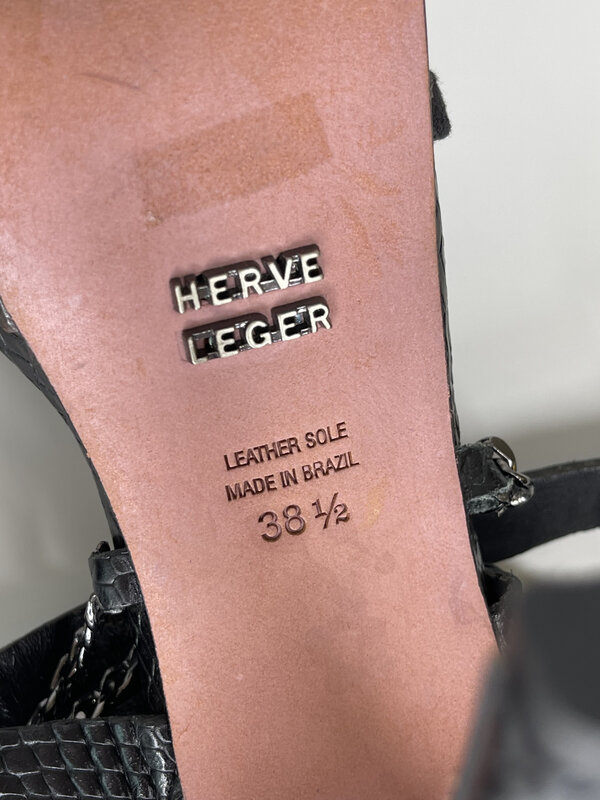 HERVE
LEGER
LEATHER SOLE
MADE IN BRAZIL
38 ½